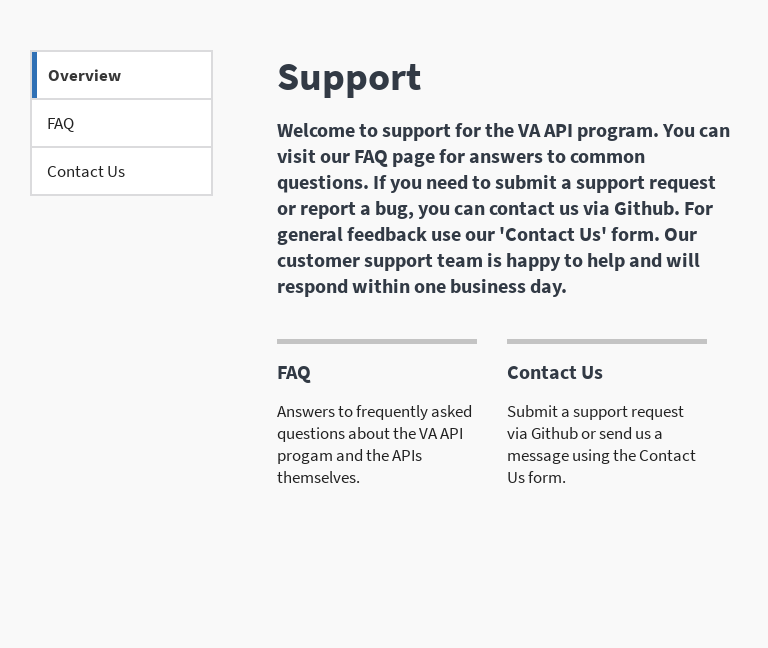 Overview
FAQ
Contact Us
Support
Welcome to support for the VA API program. You can
visit our FAQ page for answers to common
questions. If you need to submit a support request
or report a bug, you can contact us via Github. For
general feedback use our 'Contact Us' form. Our
customer support team is happy to help and will
respond within one business day.
FAQ
Answers to frequently asked
questions about the VA API
progam and the APIs
themselves.
Contact Us
Submit a support request
via Github or send us a
message using the Contact
Us form.